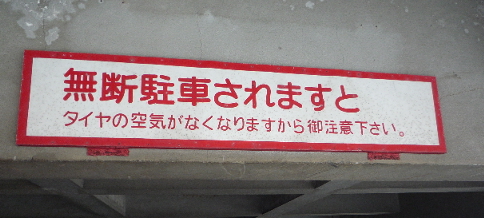 無断駐車されますと
タイヤの空気がなくなりますから御注意下さい。